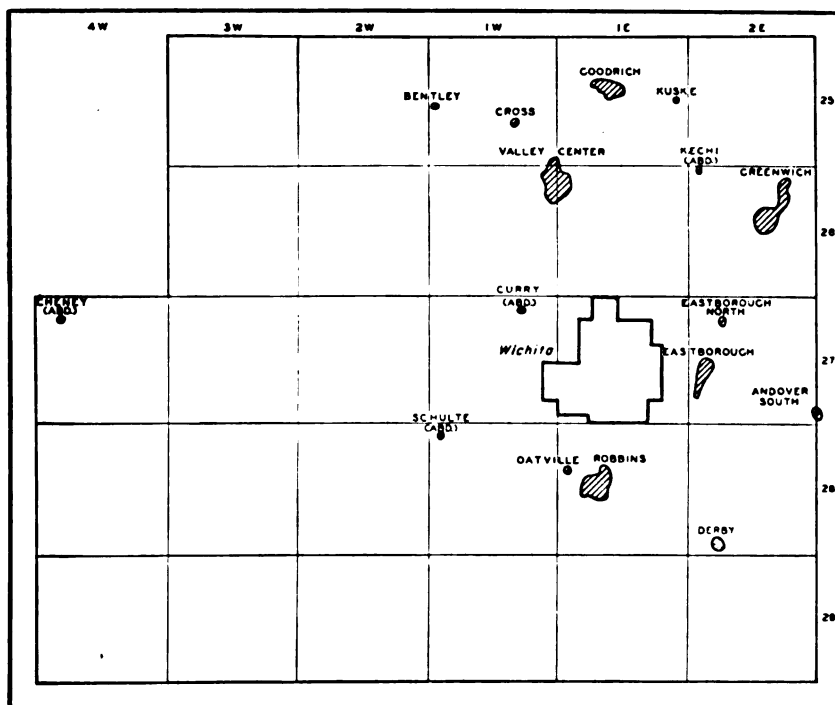 4W 3W 2W 1W 1E 2E
GOODRICH
BENTLEY
KUSKE
25
CROSS
VALLEY CENTER
KECHI
(ABD.)
GREENWICH
26
CHENEY
(ABD.)
CURRY
(ABD.)
EASTBOROUGH
NORTH
Wichita
EASTBOROUGH
27
ANDOVER
SOUTH
SCHULTE
(ABD.)
OATVILLE
ROBBINS
28
DERBY
29